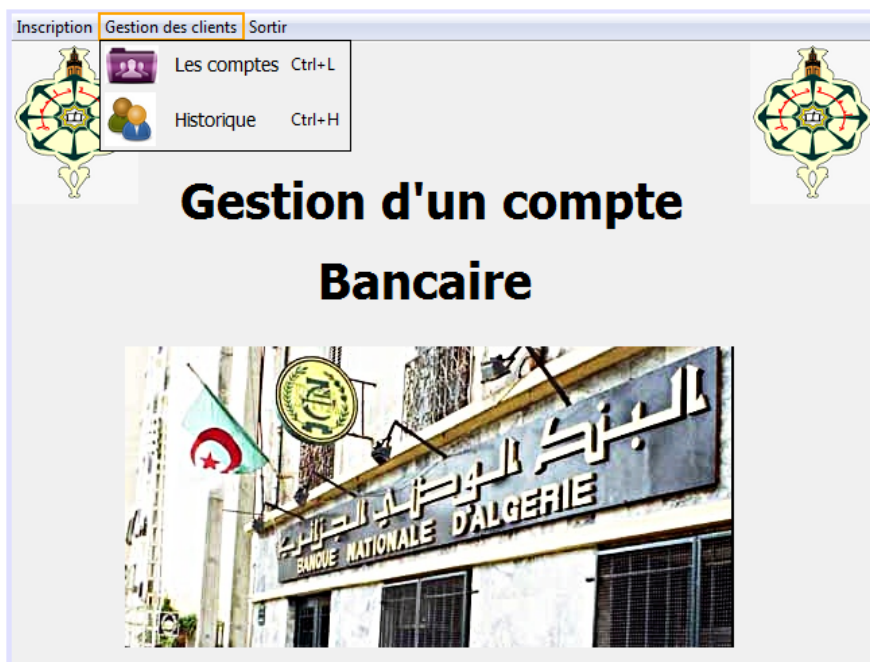 Inscription Gestion des clients Sortir
Les comptes Ctrl+L
Historique Ctrl+H
Gestion d'un compte
Bancaire
البنك الوطني الجزائري
BANQUE NATIONALE D'ALGERIE